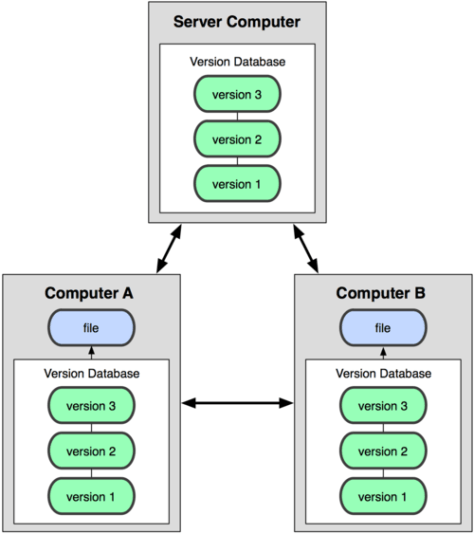 Server Computer
Version Database
version 3
version 2
version 1
Computer A
file
Version Database
version 3
version 2
version 1
Computer B
file
Version Database
version 3
version 2
version 1